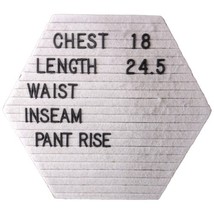 CHEST 18
LENGTH 24.5
WAIST
INSEAM
PANT RISE